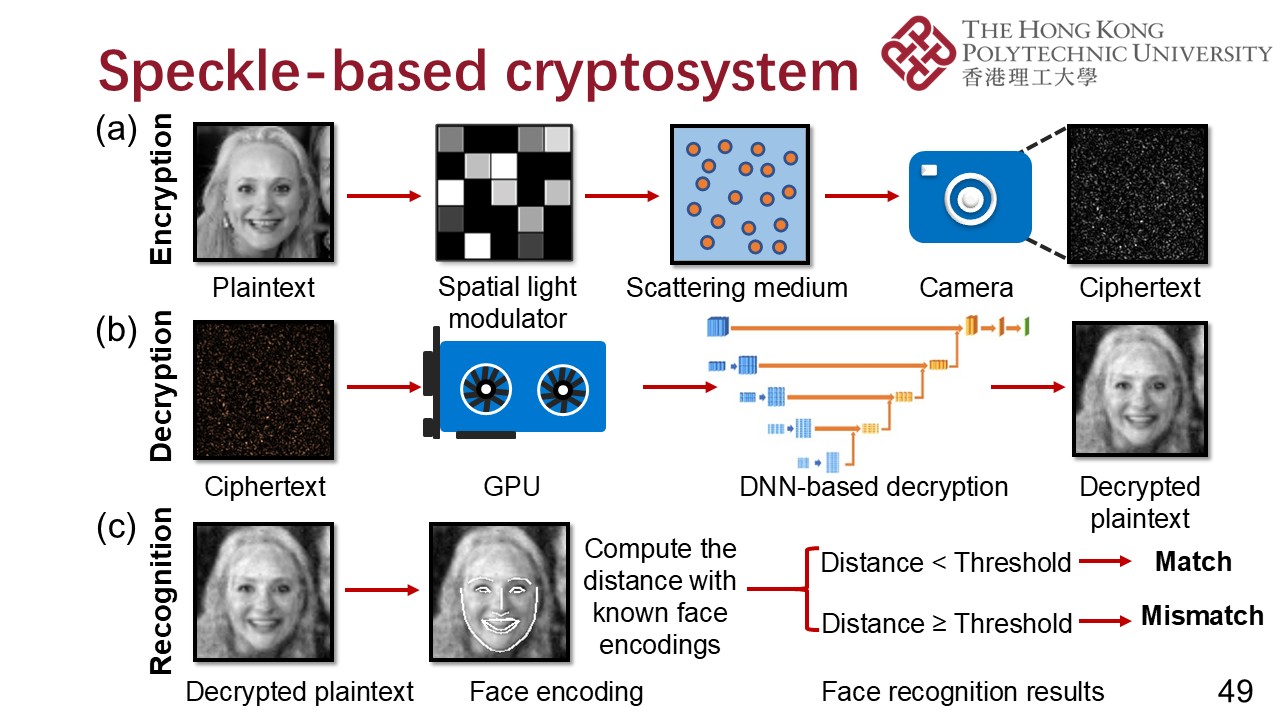 THE HONG KONG
POLYTECHNIC UNIVERSITY
香港理工大學
Speckle-based cryptosystem
(a)
Encryption
Plaintext
Spatial light
modulator
Scattering medium
Camera
Ciphertext
(b)
Decryption
Ciphertext
GPU
DNN-based decryption
Decrypted
plaintext
(c)
Recognition
Compute the
distance with
known face
encodings
Distance < Threshold
Match
Distance ≥ Threshold
Mismatch
Decrypted plaintext
Face encoding
Face recognition results
49